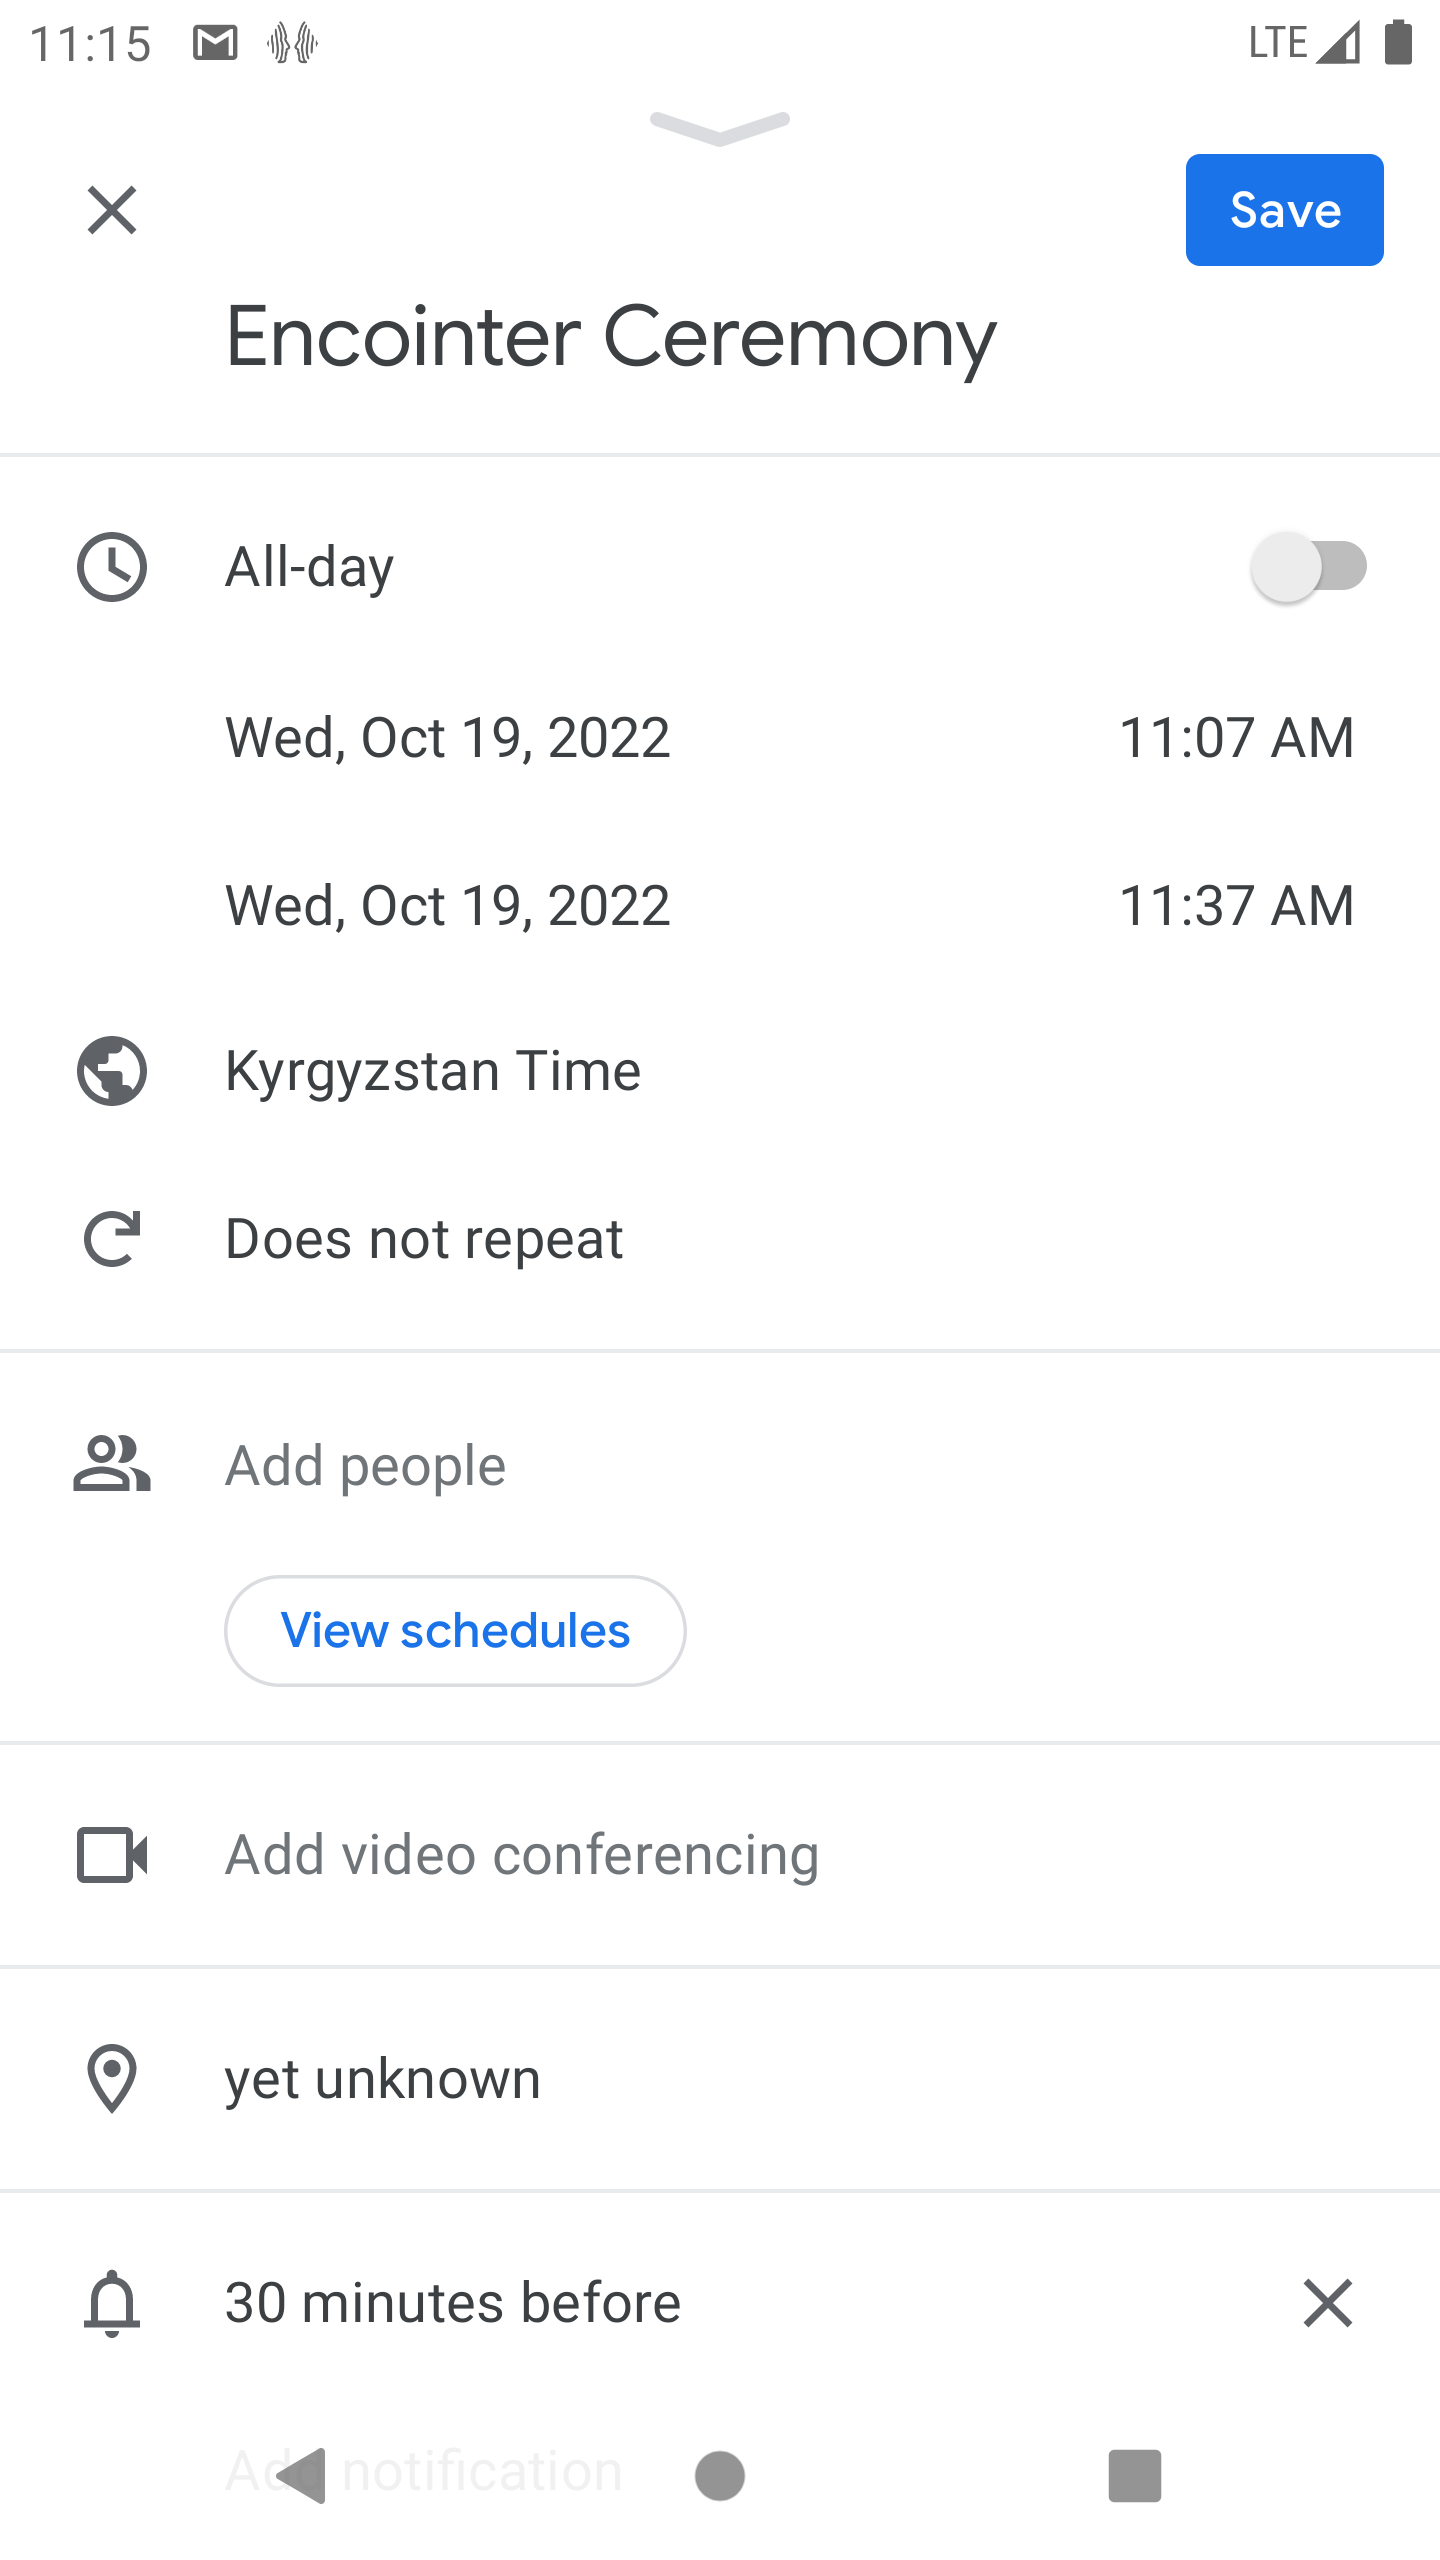 11:15 LTE
Save
Encointer Ceremony
All-day
Wed, Oct 19, 2022 11:07 AM
Wed, Oct 19, 2022 11:37 AM
Kyrgyzstan Time
Does not repeat
Add people
View schedules
Add video conferencing
yet unknown
30 minutes before
Add notification